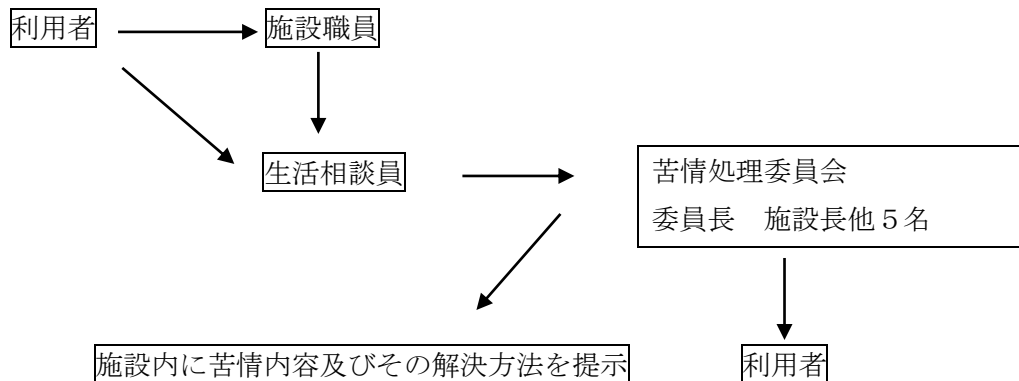 利用者
施設職員
生活相談員
苦情処理委員会
委員長　施設長他５名
施設内に苦情内容及びその解決方法を提示
利用者